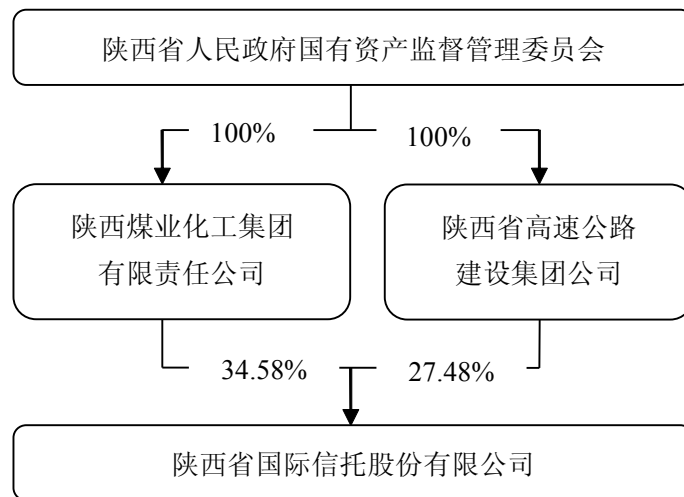 陕西省人民政府国有资产监督管理委员会
100%
100%
陕西煤业化工集团
有限责任公司
陕西省高速公路
建设集团公司
34.58%
27.48%
陕西省国际信托股份有限公司